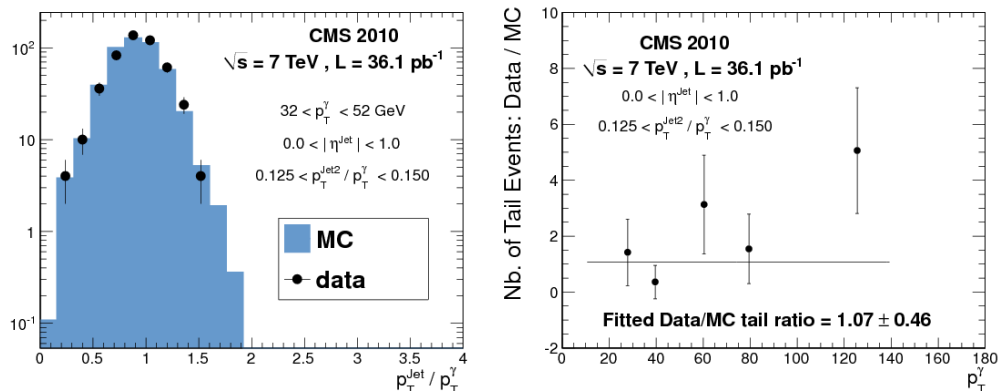 10²
10
1
10⁻¹
0 0.5 1 1.5 2 2.5 3 3.5 4
p_T^Jet / p_T^γ
CMS 2010
√s = 7 TeV , L = 36.1 pb⁻¹
32 < p_T^γ < 52 GeV
0.0 < | η^Jet | < 1.0
0.125 < p_T^Jet2 / p_T^γ < 0.150
MC
data
Nb. of Tail Events: Data / MC
10
8
6
4
2
0
-2
0 20 40 60 80 100 120 140 160 180
p_T^γ
CMS 2010
√s = 7 TeV , L = 36.1 pb⁻¹
0.0 < | η^Jet | < 1.0
0.125 < p_T^Jet2 / p_T^γ < 0.150
Fitted Data/MC tail ratio = 1.07 ± 0.46